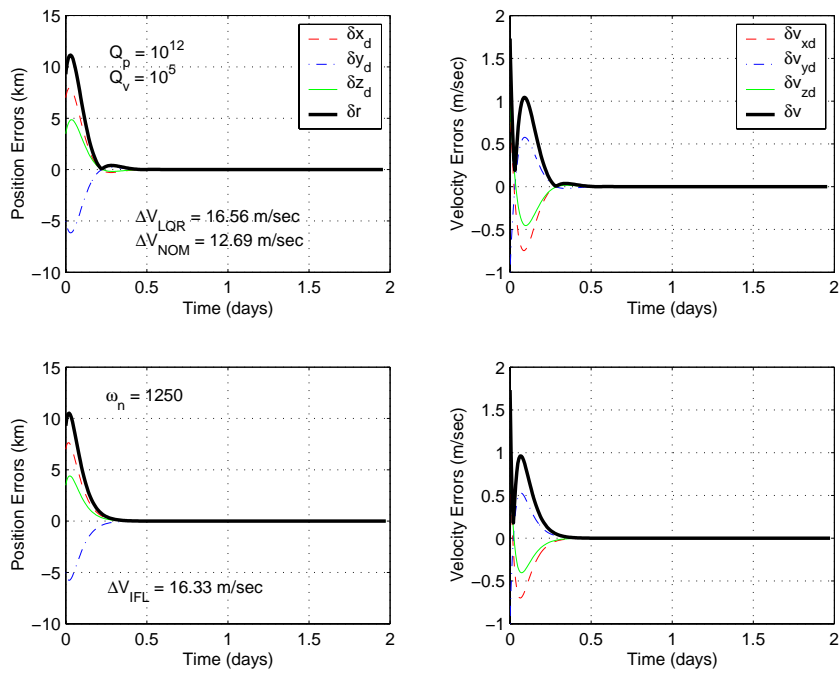 Position Errors (km)
15
10
5
0
−5
−10
Q_p = 10^12
Q_v = 10^5
δx_d
δy_d
δz_d
δr
ΔV_LQR = 16.56 m/sec
ΔV_NOM = 12.69 m/sec
0 0.5 1 1.5 2
Time (days)
Velocity Errors (m/sec)
2
1.5
1
0.5
0
−0.5
−1
δv_xd
δv_yd
δv_zd
δv
0 0.5 1 1.5 2
Time (days)
Position Errors (km)
15
10
5
0
−5
−10
ω_n = 1250
ΔV_IFL = 16.33 m/sec
0 0.5 1 1.5 2
Time (days)
Velocity Errors (m/sec)
2
1.5
1
0.5
0
−0.5
−1
0 0.5 1 1.5 2
Time (days)